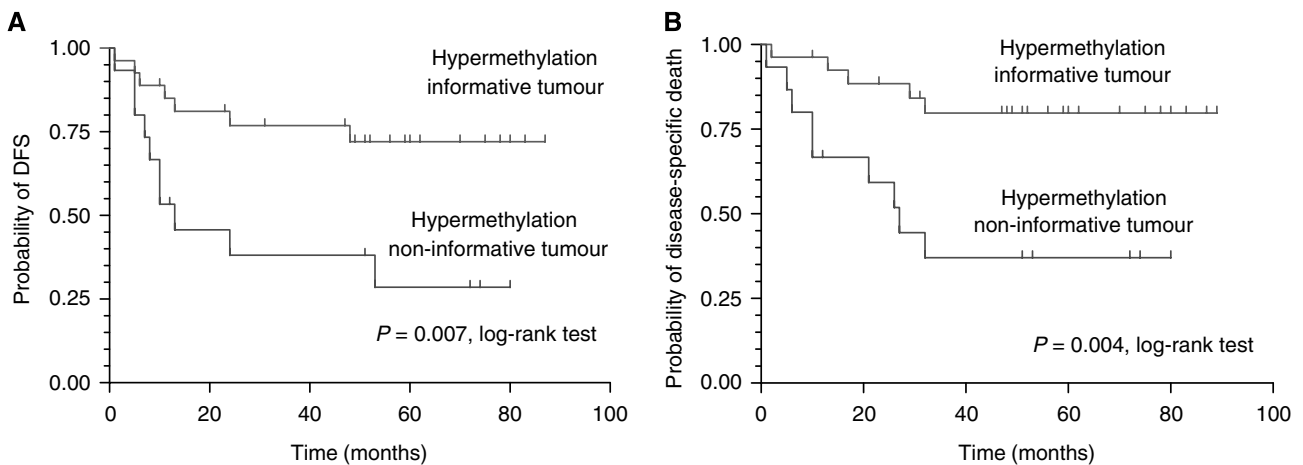 A
Probability of DFS
1.00
0.75
0.50
0.25
0.00
Hypermethylation
informative tumour
Hypermethylation
non-informative tumour
P = 0.007, log-rank test
0 20 40 60 80 100
Time (months)
B
Probability of disease-specific death
1.00
0.75
0.50
0.25
0.00
Hypermethylation
informative tumour
Hypermethylation
non-informative tumour
P = 0.004, log-rank test
0 20 40 60 80 100
Time (months)